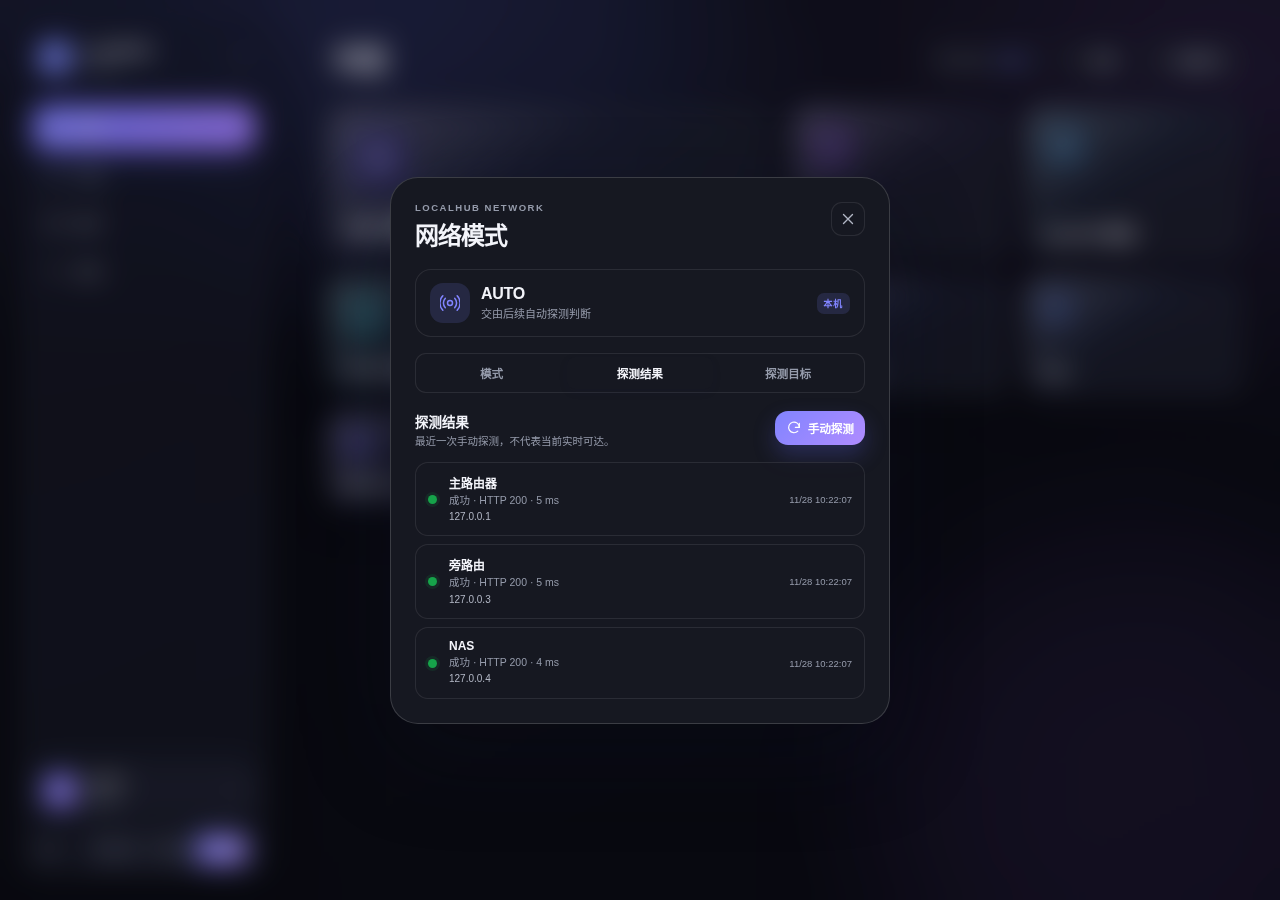 LOCALHUB NETWORK
网络模式
AUTO
交由后续自动探测判断
本机
模式
探测结果
探测目标
探测结果
最近一次手动探测，不代表当前实时可达。
手动探测
主路由器
成功 · HTTP 200 · 5 ms
127.0.0.1
11/28 10:22:07
旁路由
成功 · HTTP 200 · 5 ms
127.0.0.3
11/28 10:22:07
NAS
成功 · HTTP 200 · 4 ms
127.0.0.4
11/28 10:22:07